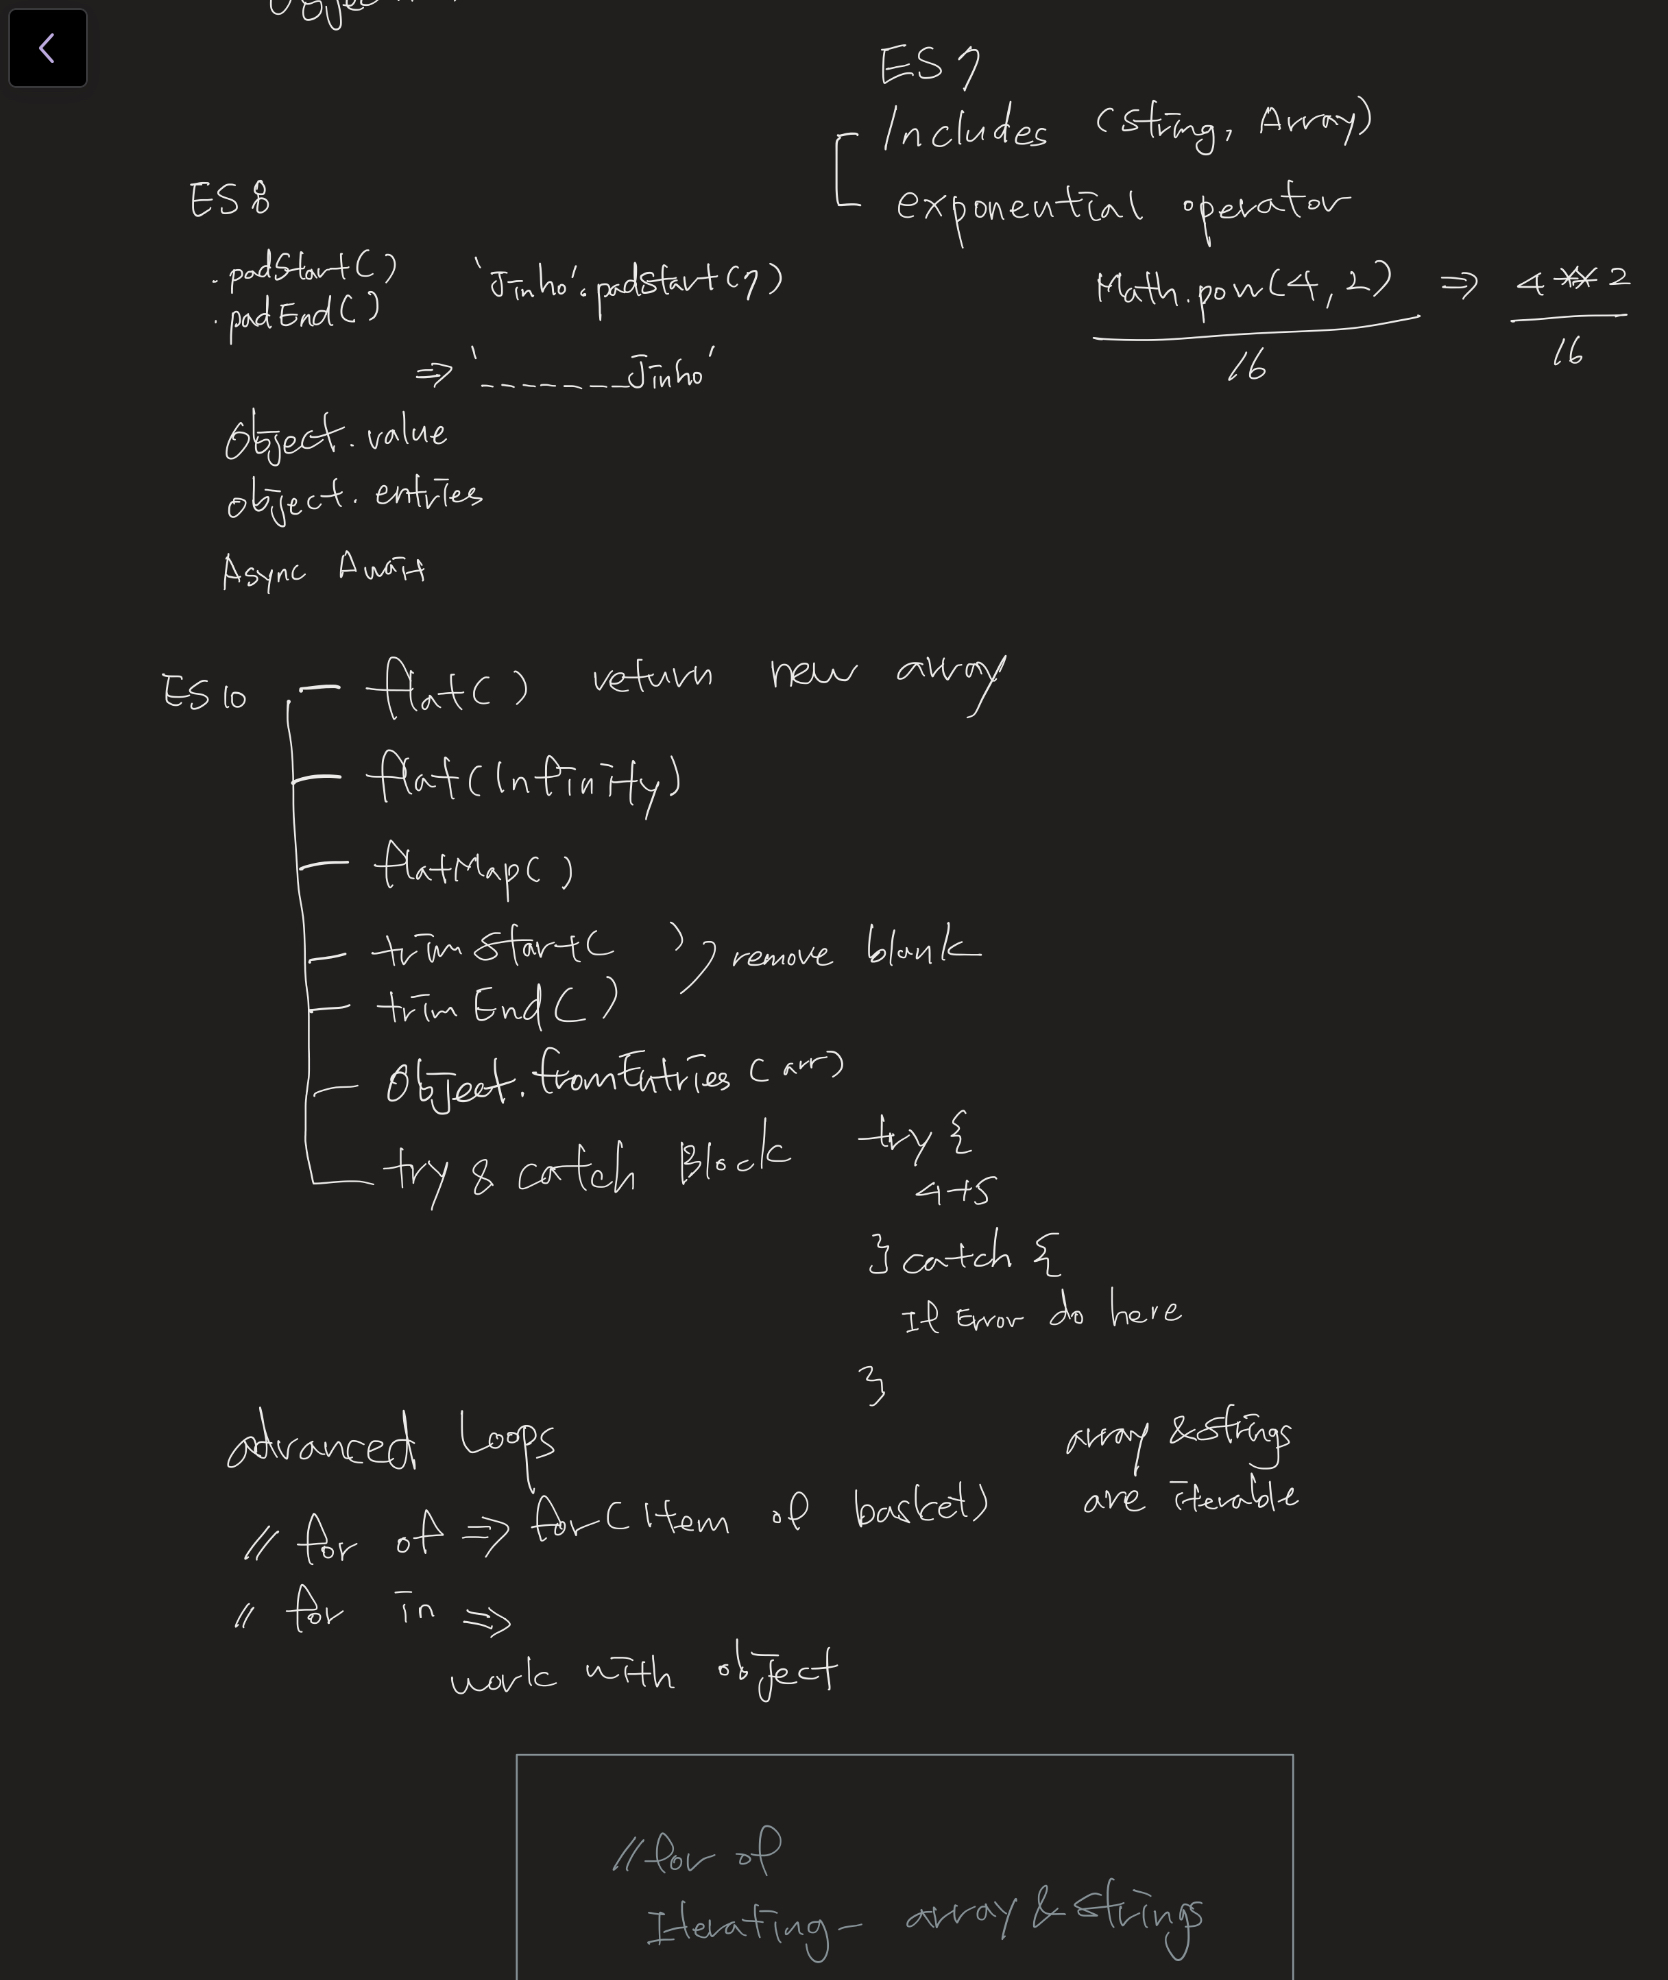 Object
ES7
Includes (string, Array)
exponential operator
Math.pow(4,2) => 4**2
16 16
ES8
.padStart()
.padEnd()
'Jinho'.padstart(7)
=> '_______Jinho'
Object.value
object.entries
Async Await
ES10
flat() return new array
flat(Infinity)
flatMap()
trimStart( )
trimEnd()
remove blank
Object.fromEntries(arr)
try & catch Block
try {
4+5
} catch {
If Error do here
}
advanced Loops
// for of => for(Item of basket)
array & strings
are iterable
// for in =>
work with object
//for of
Iterating- array & strings